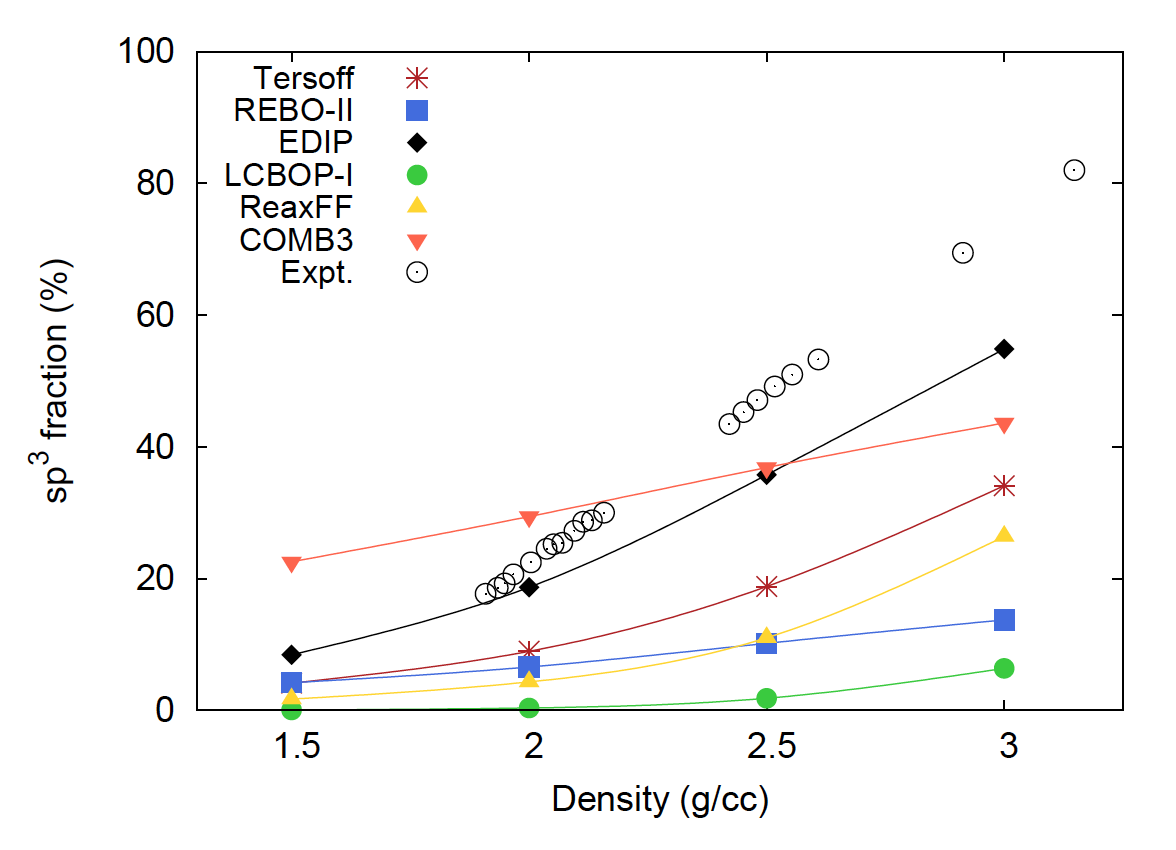 100
80
60
40
20
0
sp3 fraction (%)
Tersoff
REBO-II
EDIP
LCBOP-I
ReaxFF
COMB3
Expt.
1.5
2
2.5
3
Density (g/cc)